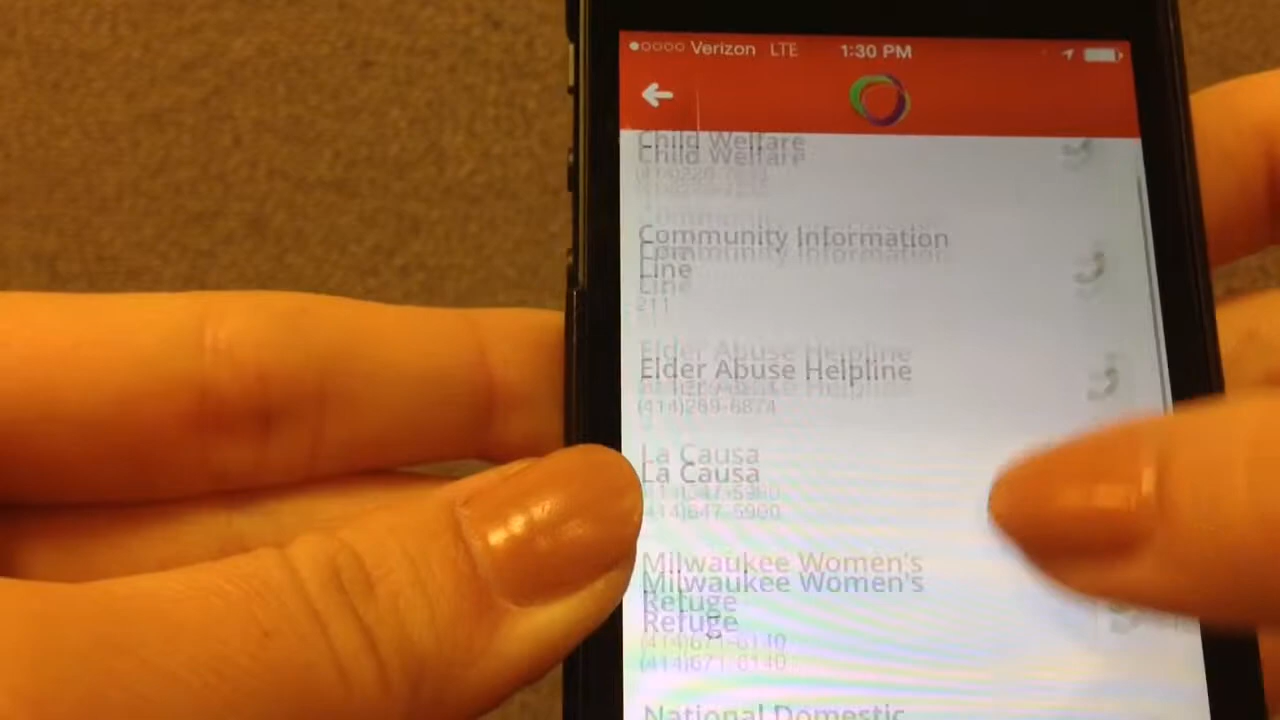 Verizon LTE 1:30 PM
Child Welfare
Community Information
Line
211
Elder Abuse Helpline
(414)289-6874
La Causa
(414)647-5900
Milwaukee Women's
Refuge
(414)671-6140
National Domestic